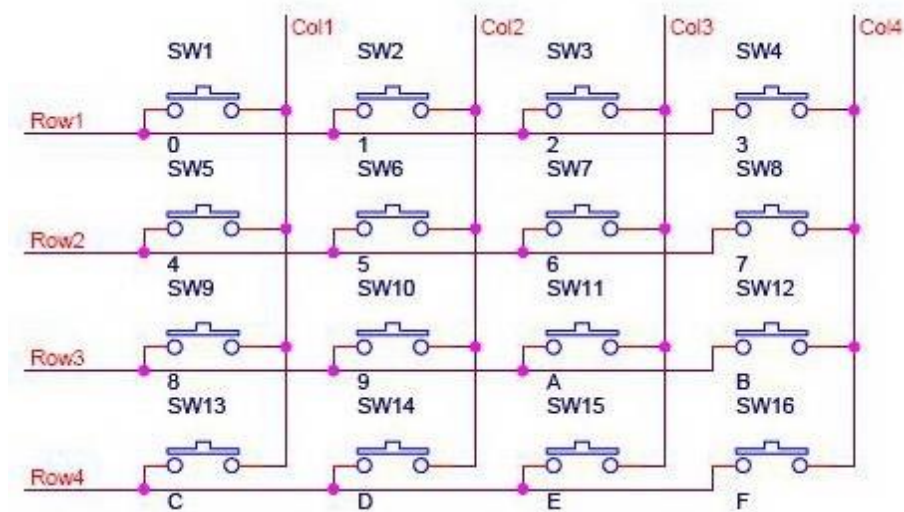 Col1 Col2 Col3 Col4
SW1 SW2 SW3 SW4
Row1
0 1 2 3
SW5 SW6 SW7 SW8
Row2
4 5 6 7
SW9 SW10 SW11 SW12
Row3
8 9 A B
SW13 SW14 SW15 SW16
Row4
C D E F